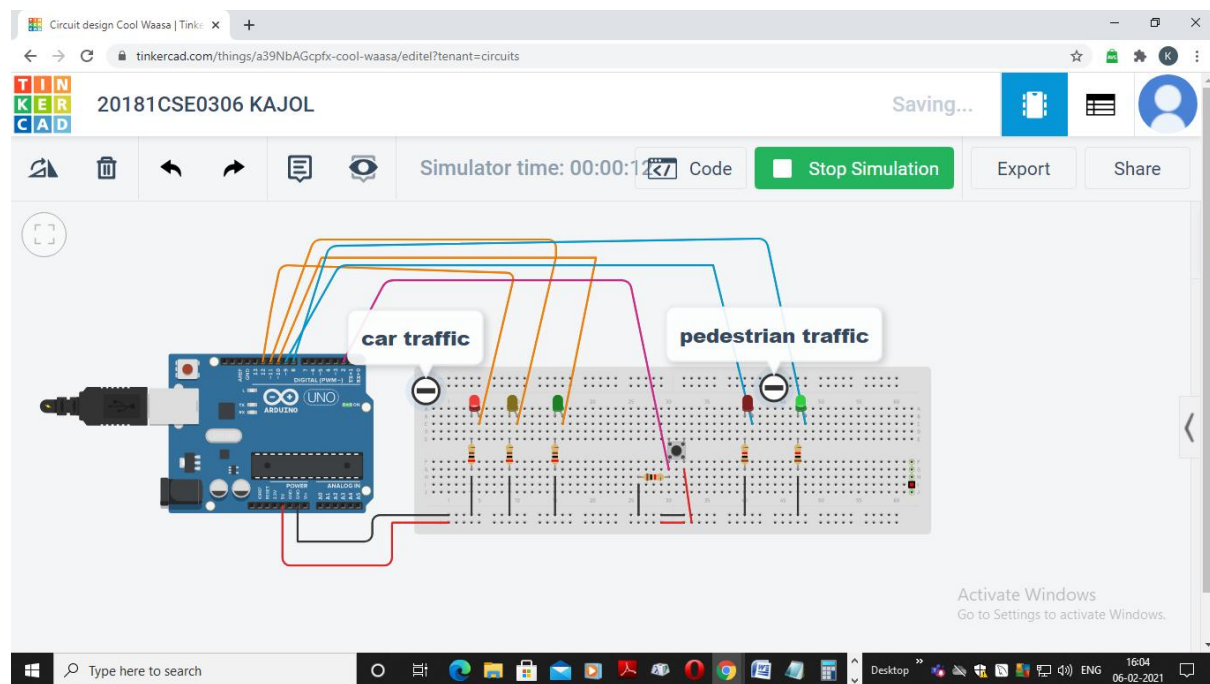 Circuit design Cool Waasa | Tinke
tinkercad.com/things/a39NbAGcpfx-cool-waasa/editel?tenant=circuits
K
TIN
KER
CAD
20181CSE0306 KAJOL
Saving...
Simulator time: 00:00:12
Code
Stop Simulation
Export
Share
car traffic
pedestrian traffic
DIGITAL (PWM~)
UNO
ARDUINO
POWER
ANALOG IN
Activate Windows
Go to Settings to activate Windows.
Type here to search
Desktop
ENG
16:04
06-02-2021